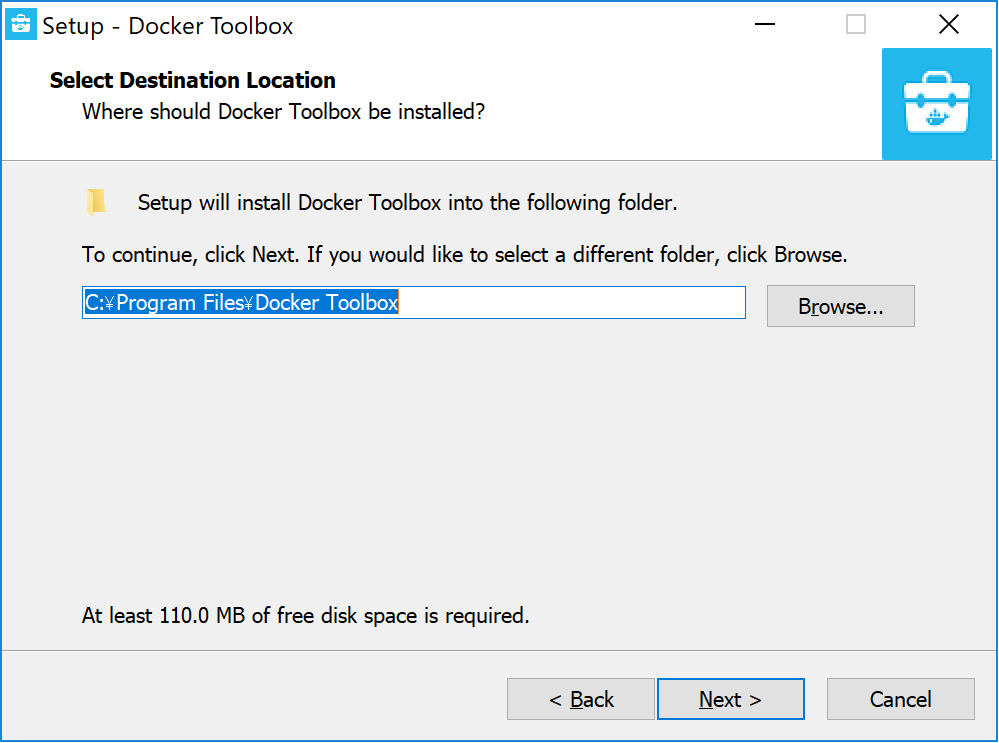 Setup - Docker Toolbox
Select Destination Location
Where should Docker Toolbox be installed?
Setup will install Docker Toolbox into the following folder.
To continue, click Next. If you would like to select a different folder, click Browse.
C:¥Program Files¥Docker Toolbox
Browse...
At least 110.0 MB of free disk space is required.
< Back
Next >
Cancel